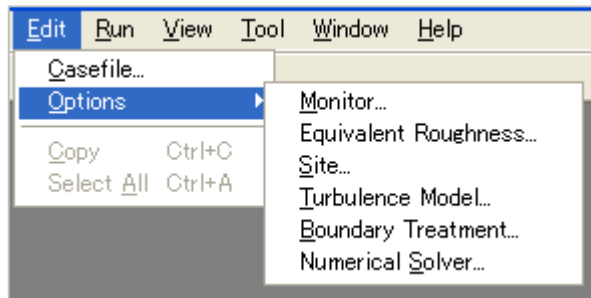 Edit Run View Tool Window Help
Casefile...
Options
Copy Ctrl+C
Select All Ctrl+A
Monitor...
Equivalent Roughness...
Site...
Turbulence Model...
Boundary Treatment...
Numerical Solver...